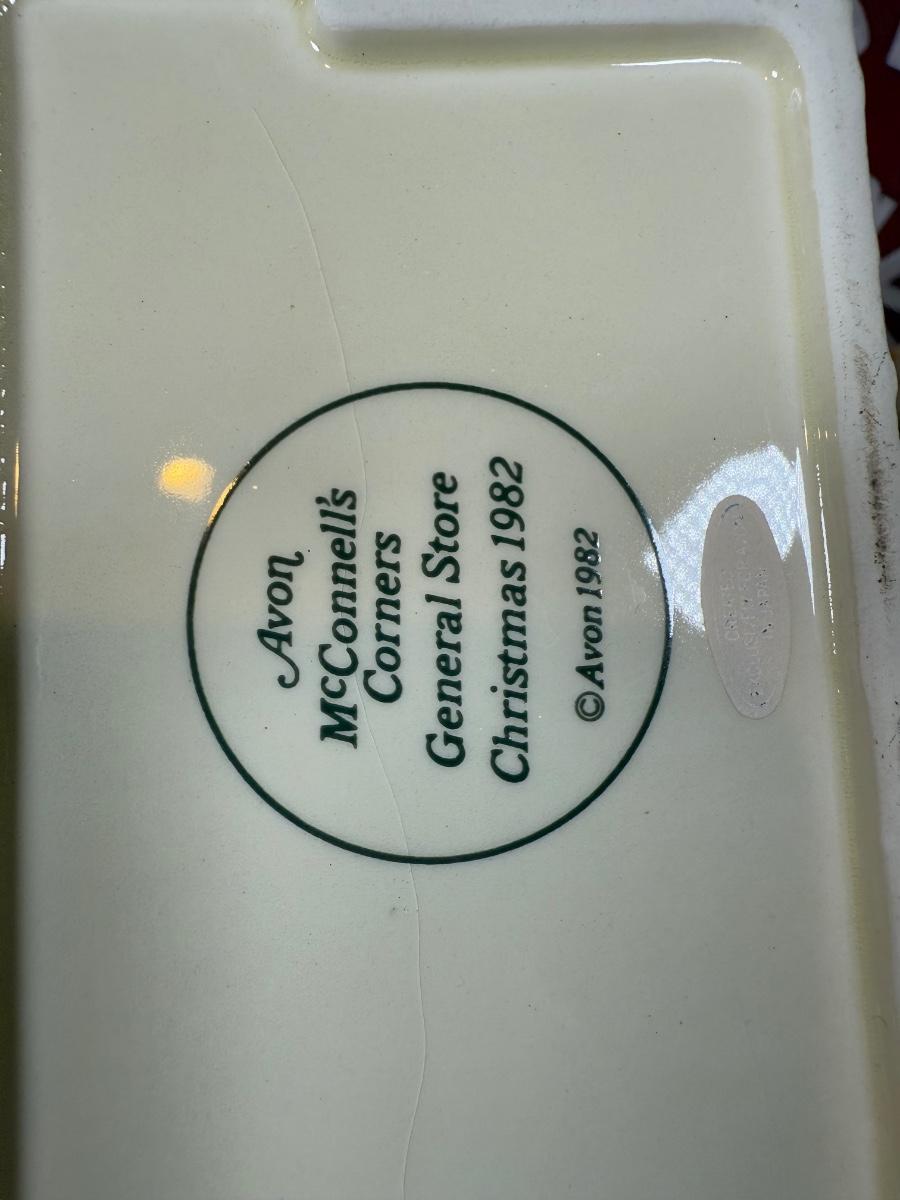 Avon
McConnell's
Corners
General Store
Christmas 1982
© Avon 1982